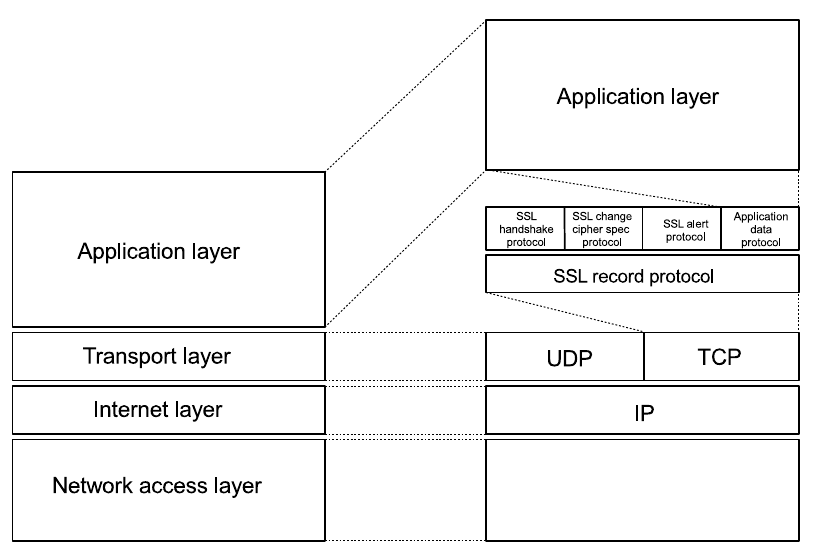 Application layer
Application layer
SSL
handshake
protocol
SSL change
cipher spec
protocol
SSL alert
protocol
Application
data
protocol
SSL record protocol
Transport layer
UDP
TCP
Internet layer
IP
Network access layer